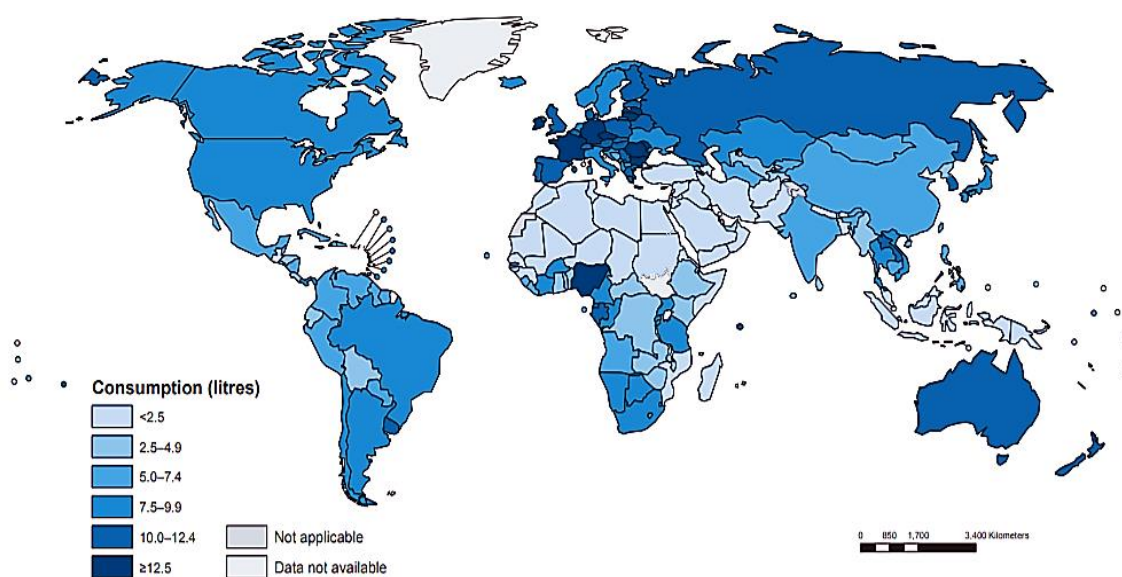 Consumption (litres)
<2.5
2.5–4.9
5.0–7.4
7.5–9.9
10.0–12.4
≥12.5
Not applicable
Data not available
0 850 1,700 3,400 Kilometers